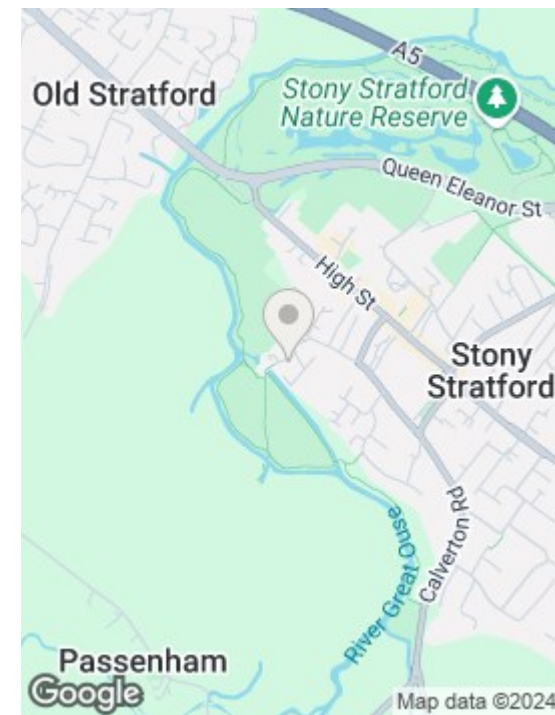 A5
Old Stratford
Stony Stratford
Nature Reserve
Queen Eleanor St
High St
Stony
Stratford
Calverton Rd
River Great Ouse
Passenham
Google
Map data ©2024